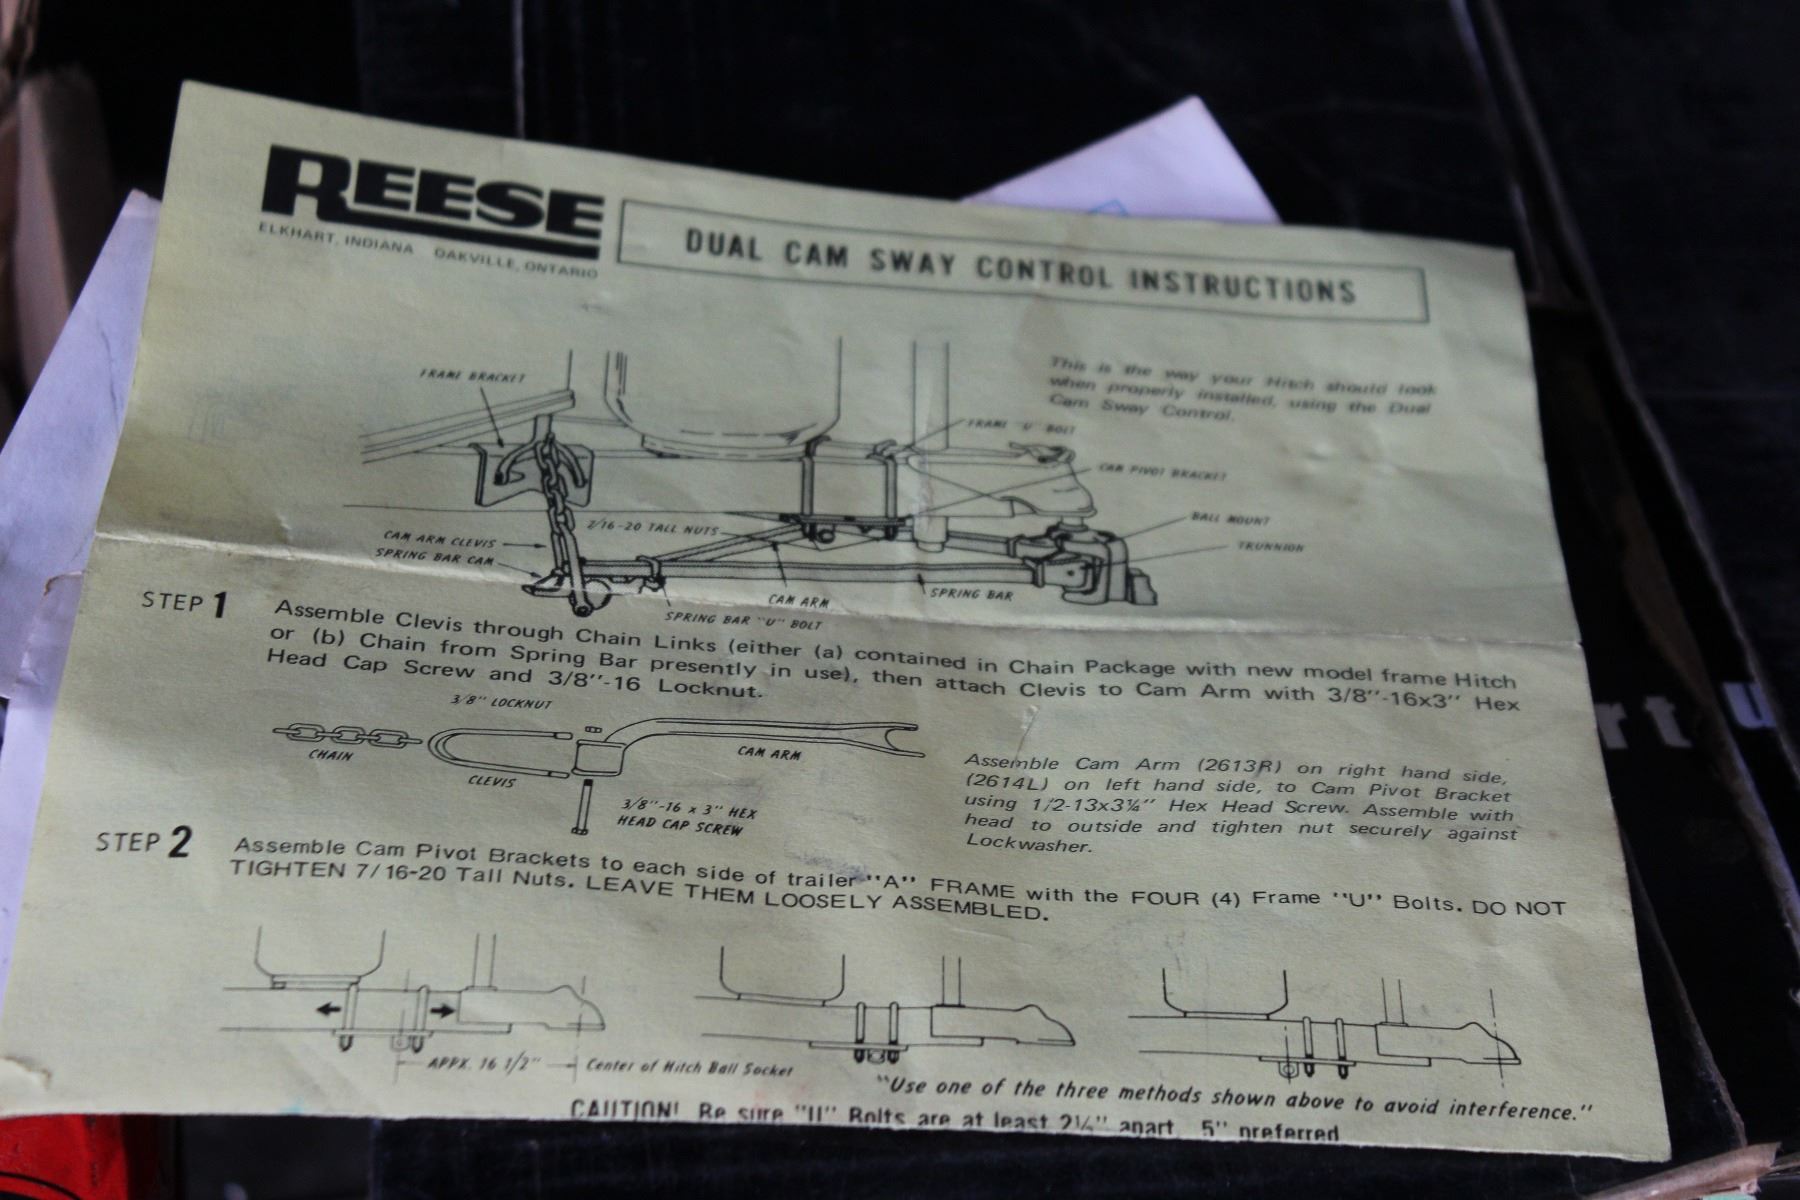 REESE
ELKHART, INDIANA OAKVILLE, ONTARIO
DUAL CAM SWAY CONTROL INSTRUCTIONS
This is the way your Hitch should look
when properly installed, using the Dual
Cam Sway Control.
FRAME BRACKET
FRAME "U" BOLT
CAM PIVOT BRACKET
BALL MOUNT
TRUNNION
7/16-20 TALL NUTS
CAM ARM CLEVIS
SPRING BAR CAM
CAM ARM
SPRING BAR
SPRING BAR "U" BOLT
STEP 1
Assemble Clevis through Chain Links (either (a) contained in Chain Package with new model frame Hitch
or (b) Chain from Spring Bar presently in use), then attach Clevis to Cam Arm with 3/8"-16x3" Hex
Head Cap Screw and 3/8"-16 Locknut.
3/8" LOCKNUT
CHAIN
CLEVIS
CAM ARM
3/8"-16 x 3" HEX
HEAD CAP SCREW
Assemble Cam Arm (2613R) on right hand side,
(2614L) on left hand side, to Cam Pivot Bracket
using 1/2-13x3¼" Hex Head Screw. Assemble with
head to outside and tighten nut securely against
Lockwasher.
STEP 2
Assemble Cam Pivot Brackets to each side of trailer "A" FRAME with the FOUR (4) Frame "U" Bolts. DO NOT
TIGHTEN 7/16-20 Tall Nuts. LEAVE THEM LOOSELY ASSEMBLED.
APPX. 16 1/2"
Center of Hitch Ball Socket
"Use one of the three methods shown above to avoid interference."
CAUTION! Be sure "U" Bolts are at least 2¼" apart 5" preferred
rt u